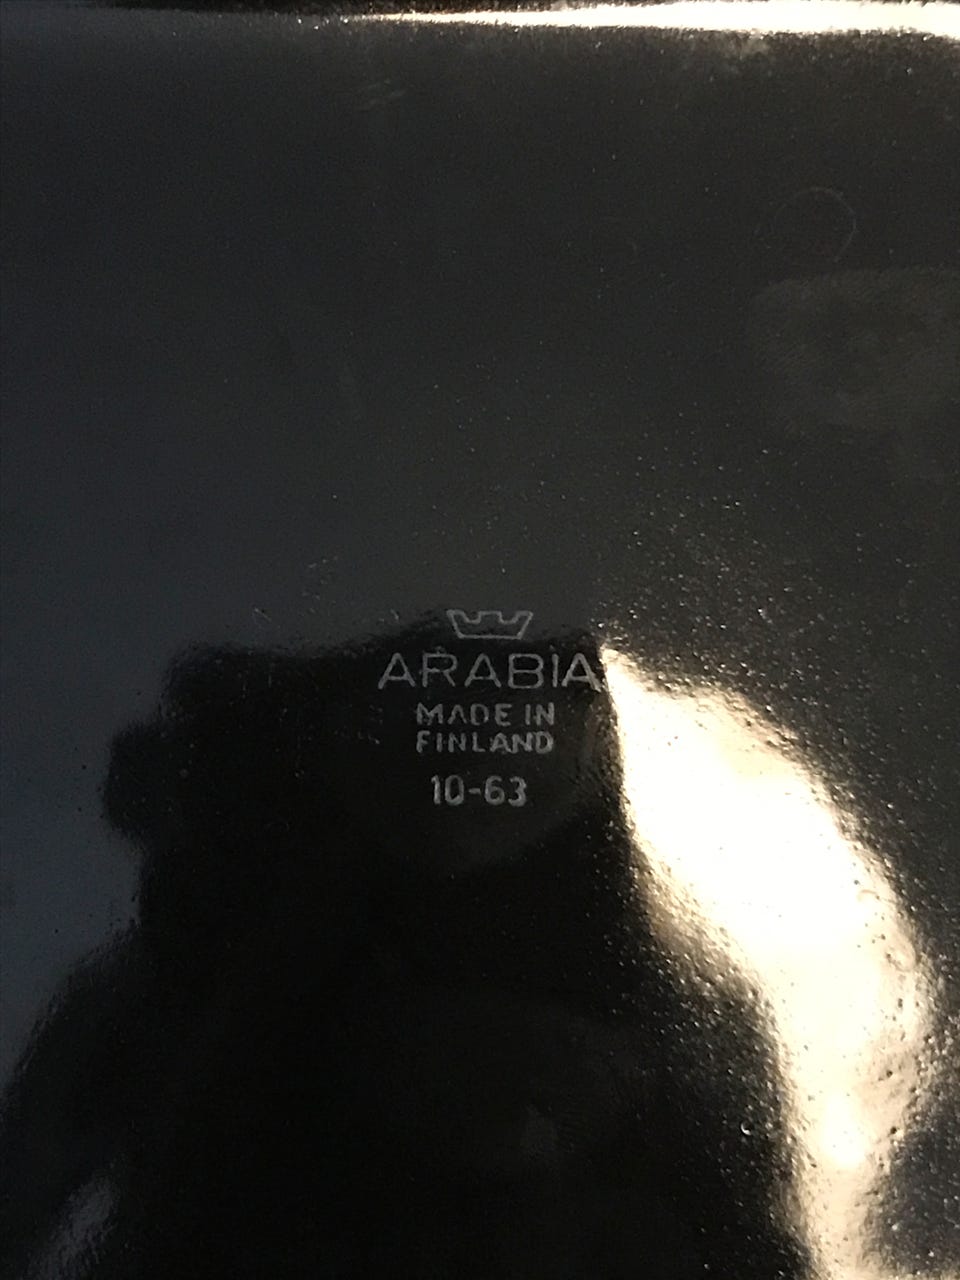 ARABIA
MADE IN
FINLAND
10-63